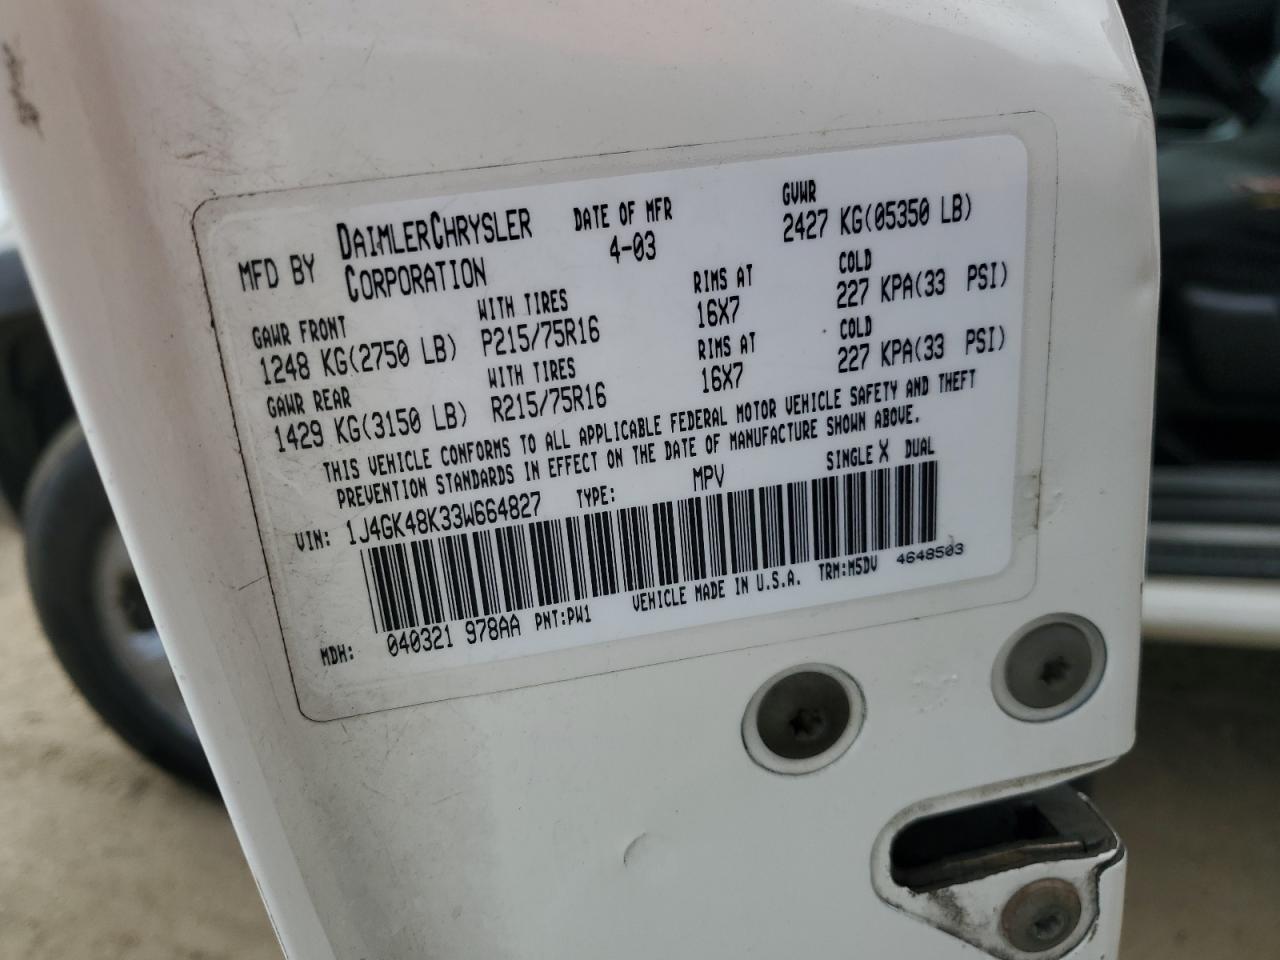 MFD BY DAIMLERCHRYSLER CORPORATION DATE OF MFR 4-03 GVWR 2427 KG(05350 LB)
GAWR FRONT WITH TIRES RIMS AT COLD
1248 KG(2750 LB) P215/75R16 16X7 227 KPA(33 PSI)
GAWR REAR WITH TIRES RIMS AT COLD
1429 KG(3150 LB) R215/75R16 16X7 227 KPA(33 PSI)
THIS VEHICLE CONFORMS TO ALL APPLICABLE FEDERAL MOTOR VEHICLE SAFETY AND THEFT
PREVENTION STANDARDS IN EFFECT ON THE DATE OF MANUFACTURE SHOWN ABOVE.
VIN: 1J4GK48K33W664827 TYPE: MPV SINGLE X DUAL
MDH: 040321 978AA PNT:PW1 VEHICLE MADE IN U.S.A. TRM:M5DV 4648503